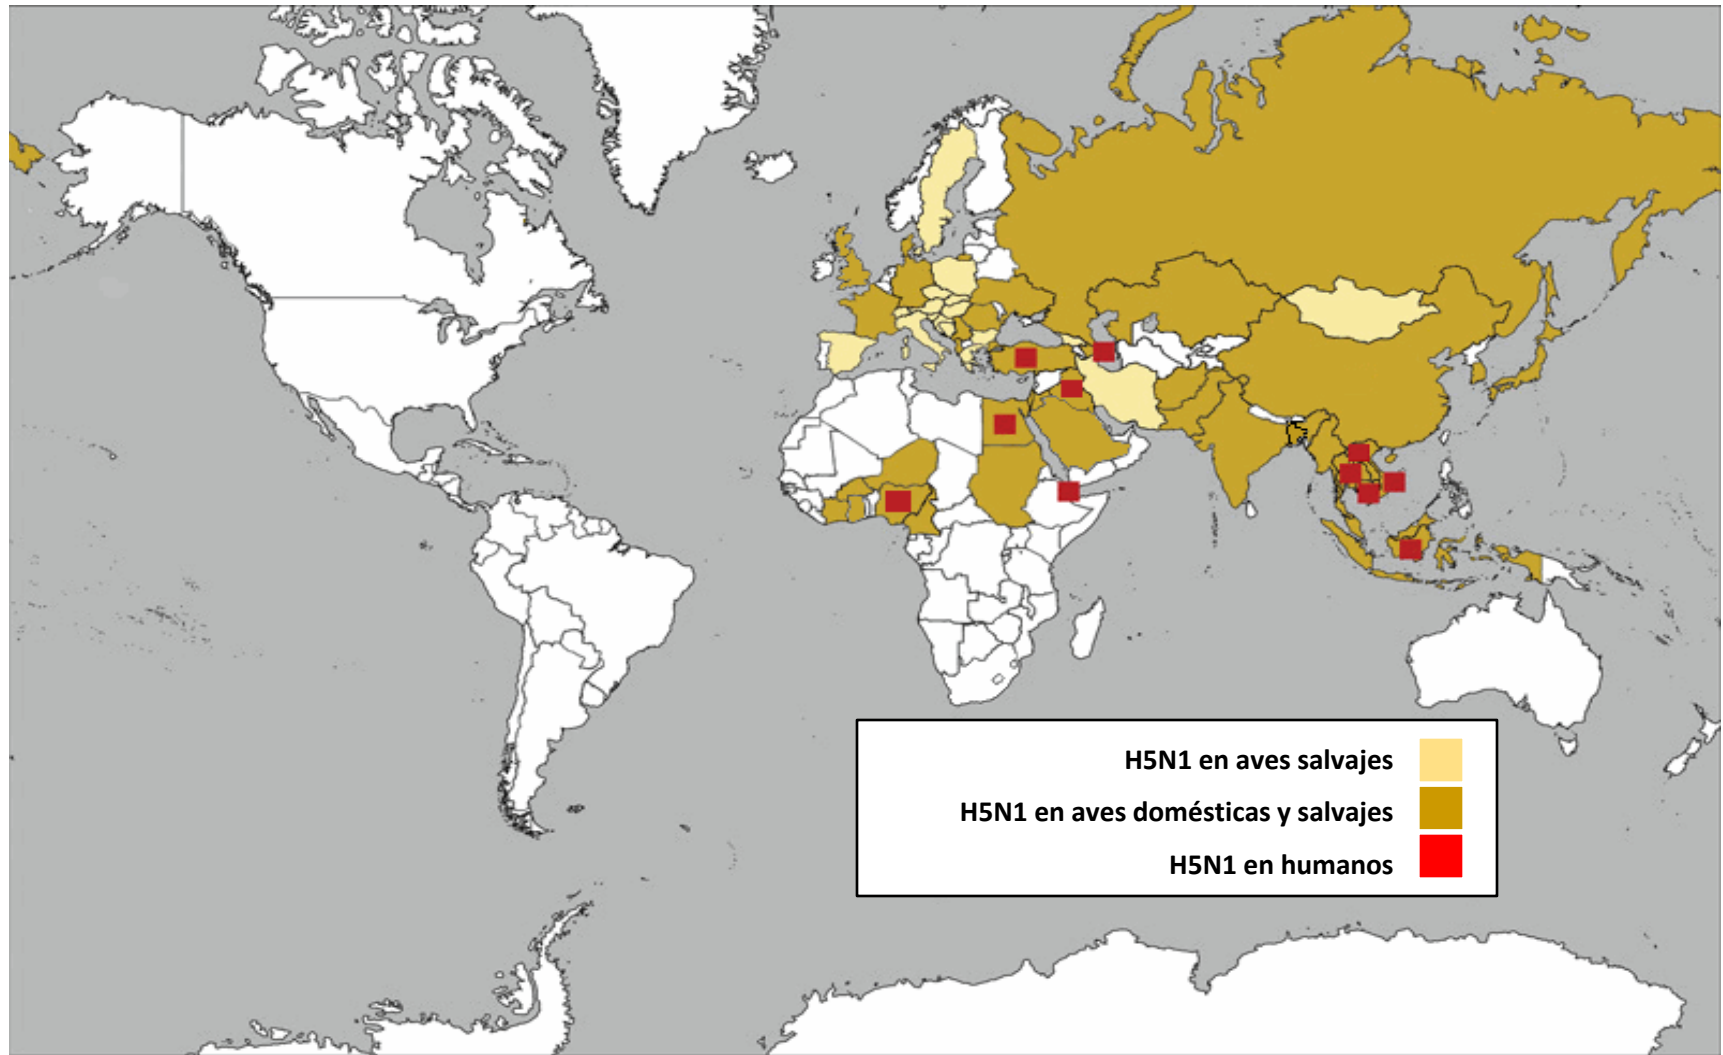 H5N1 en aves salvajes
H5N1 en aves domésticas y salvajes
H5N1 en humanos